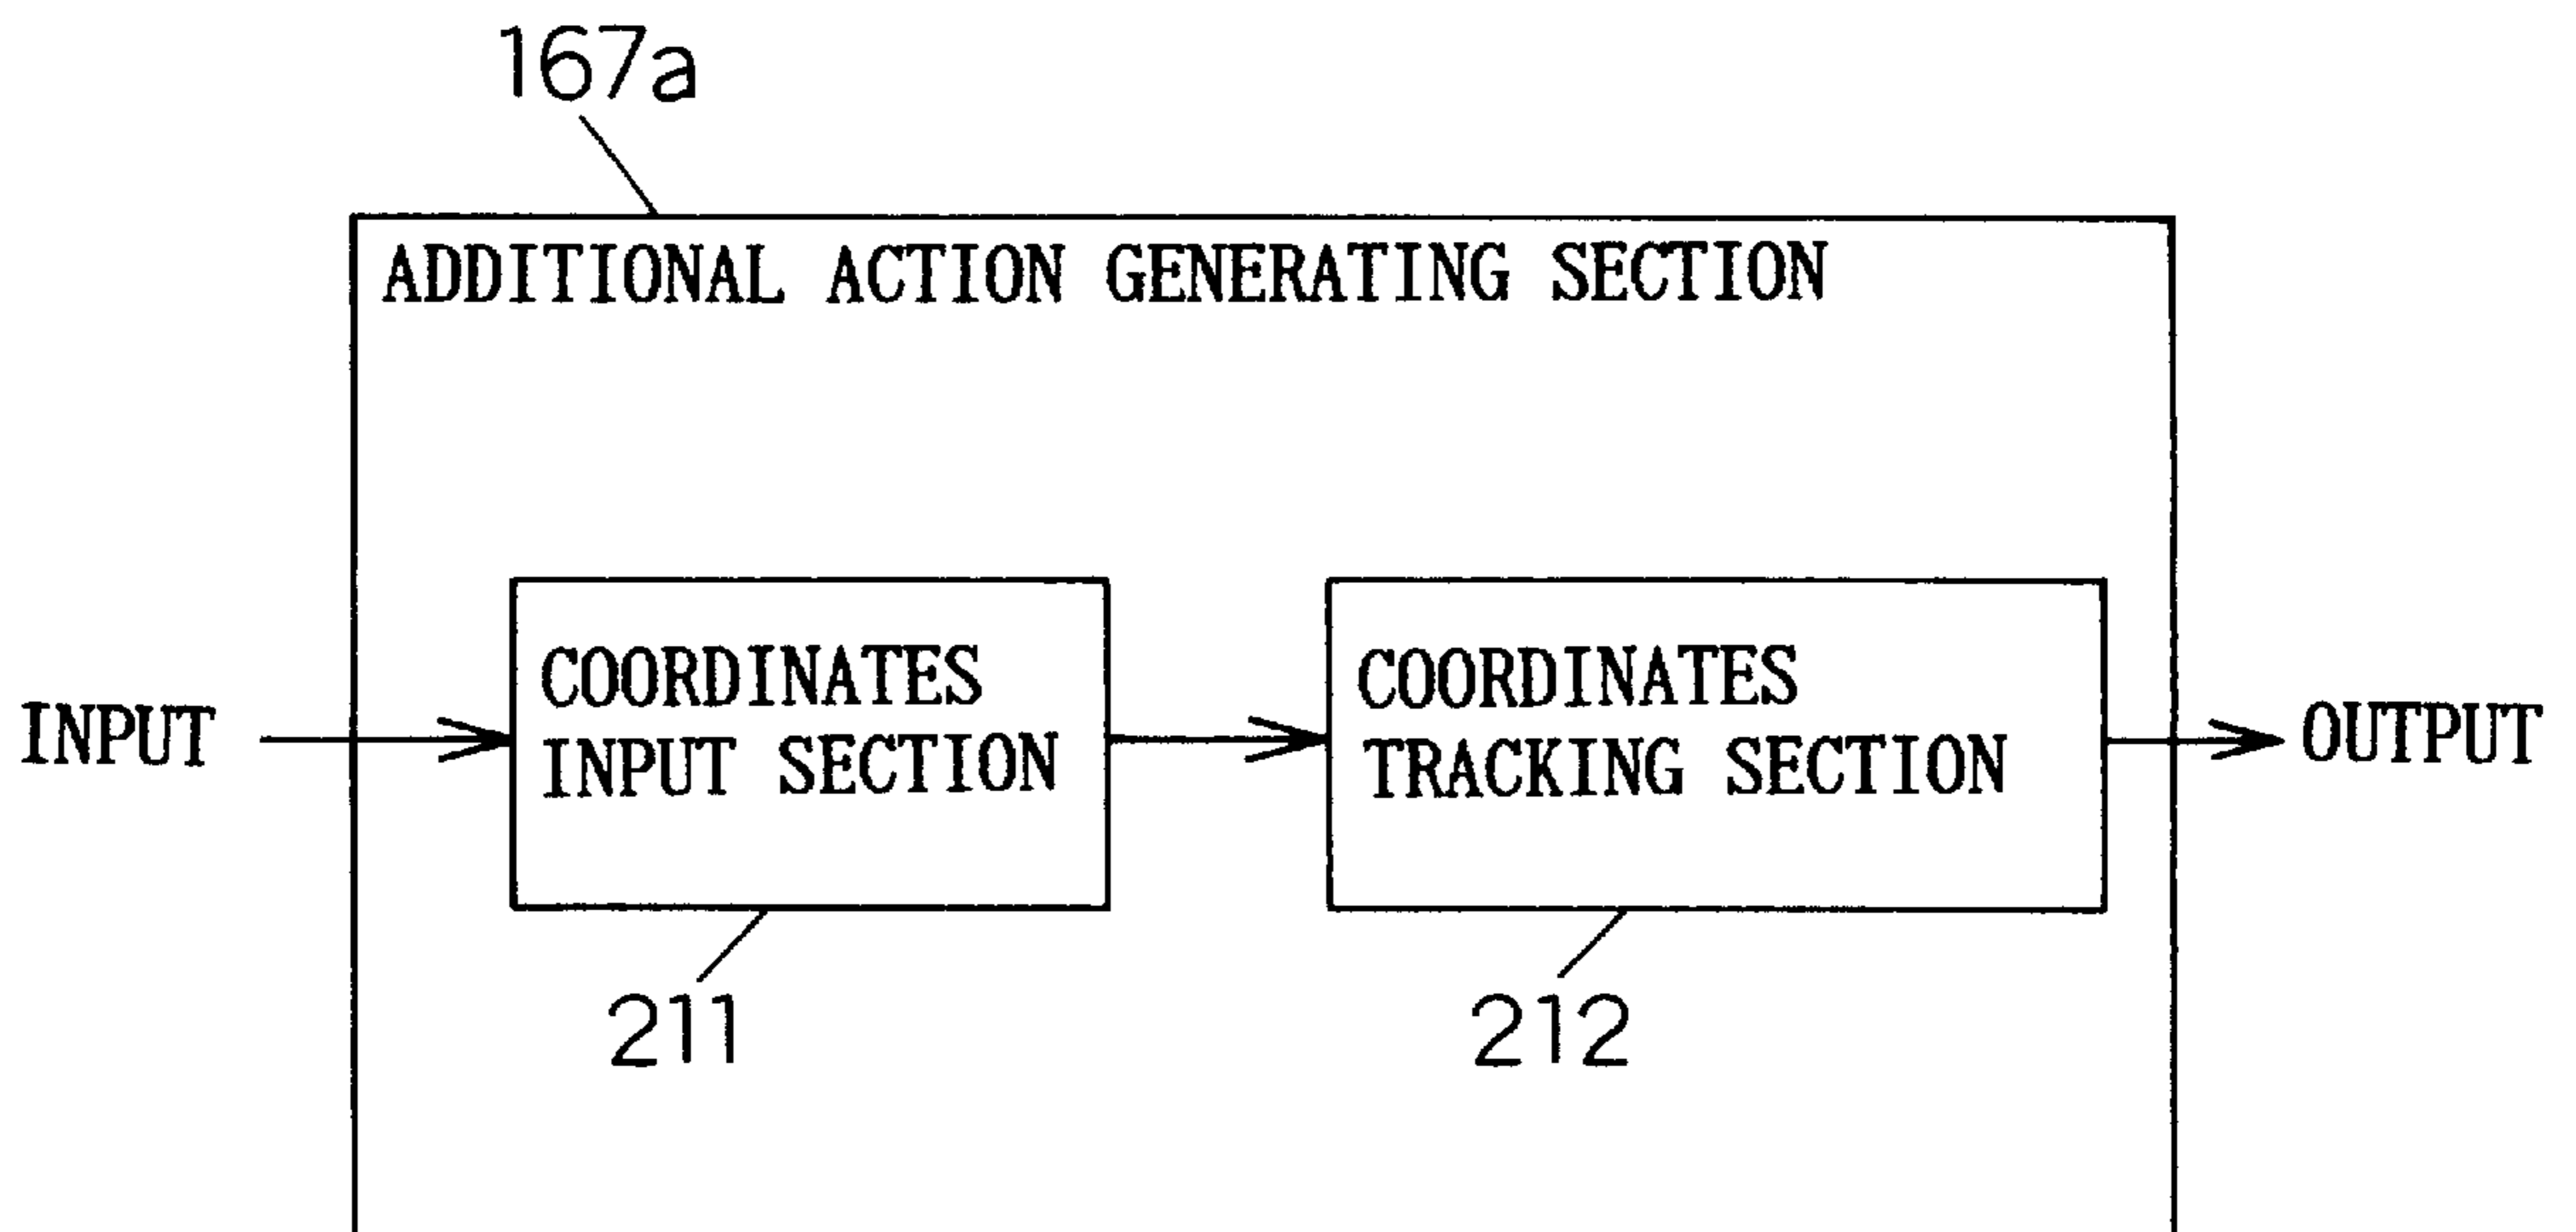 167a
ADDITIONAL ACTION GENERATING SECTION
INPUT
COORDINATES
INPUT SECTION
COORDINATES
TRACKING SECTION
OUTPUT
211
212